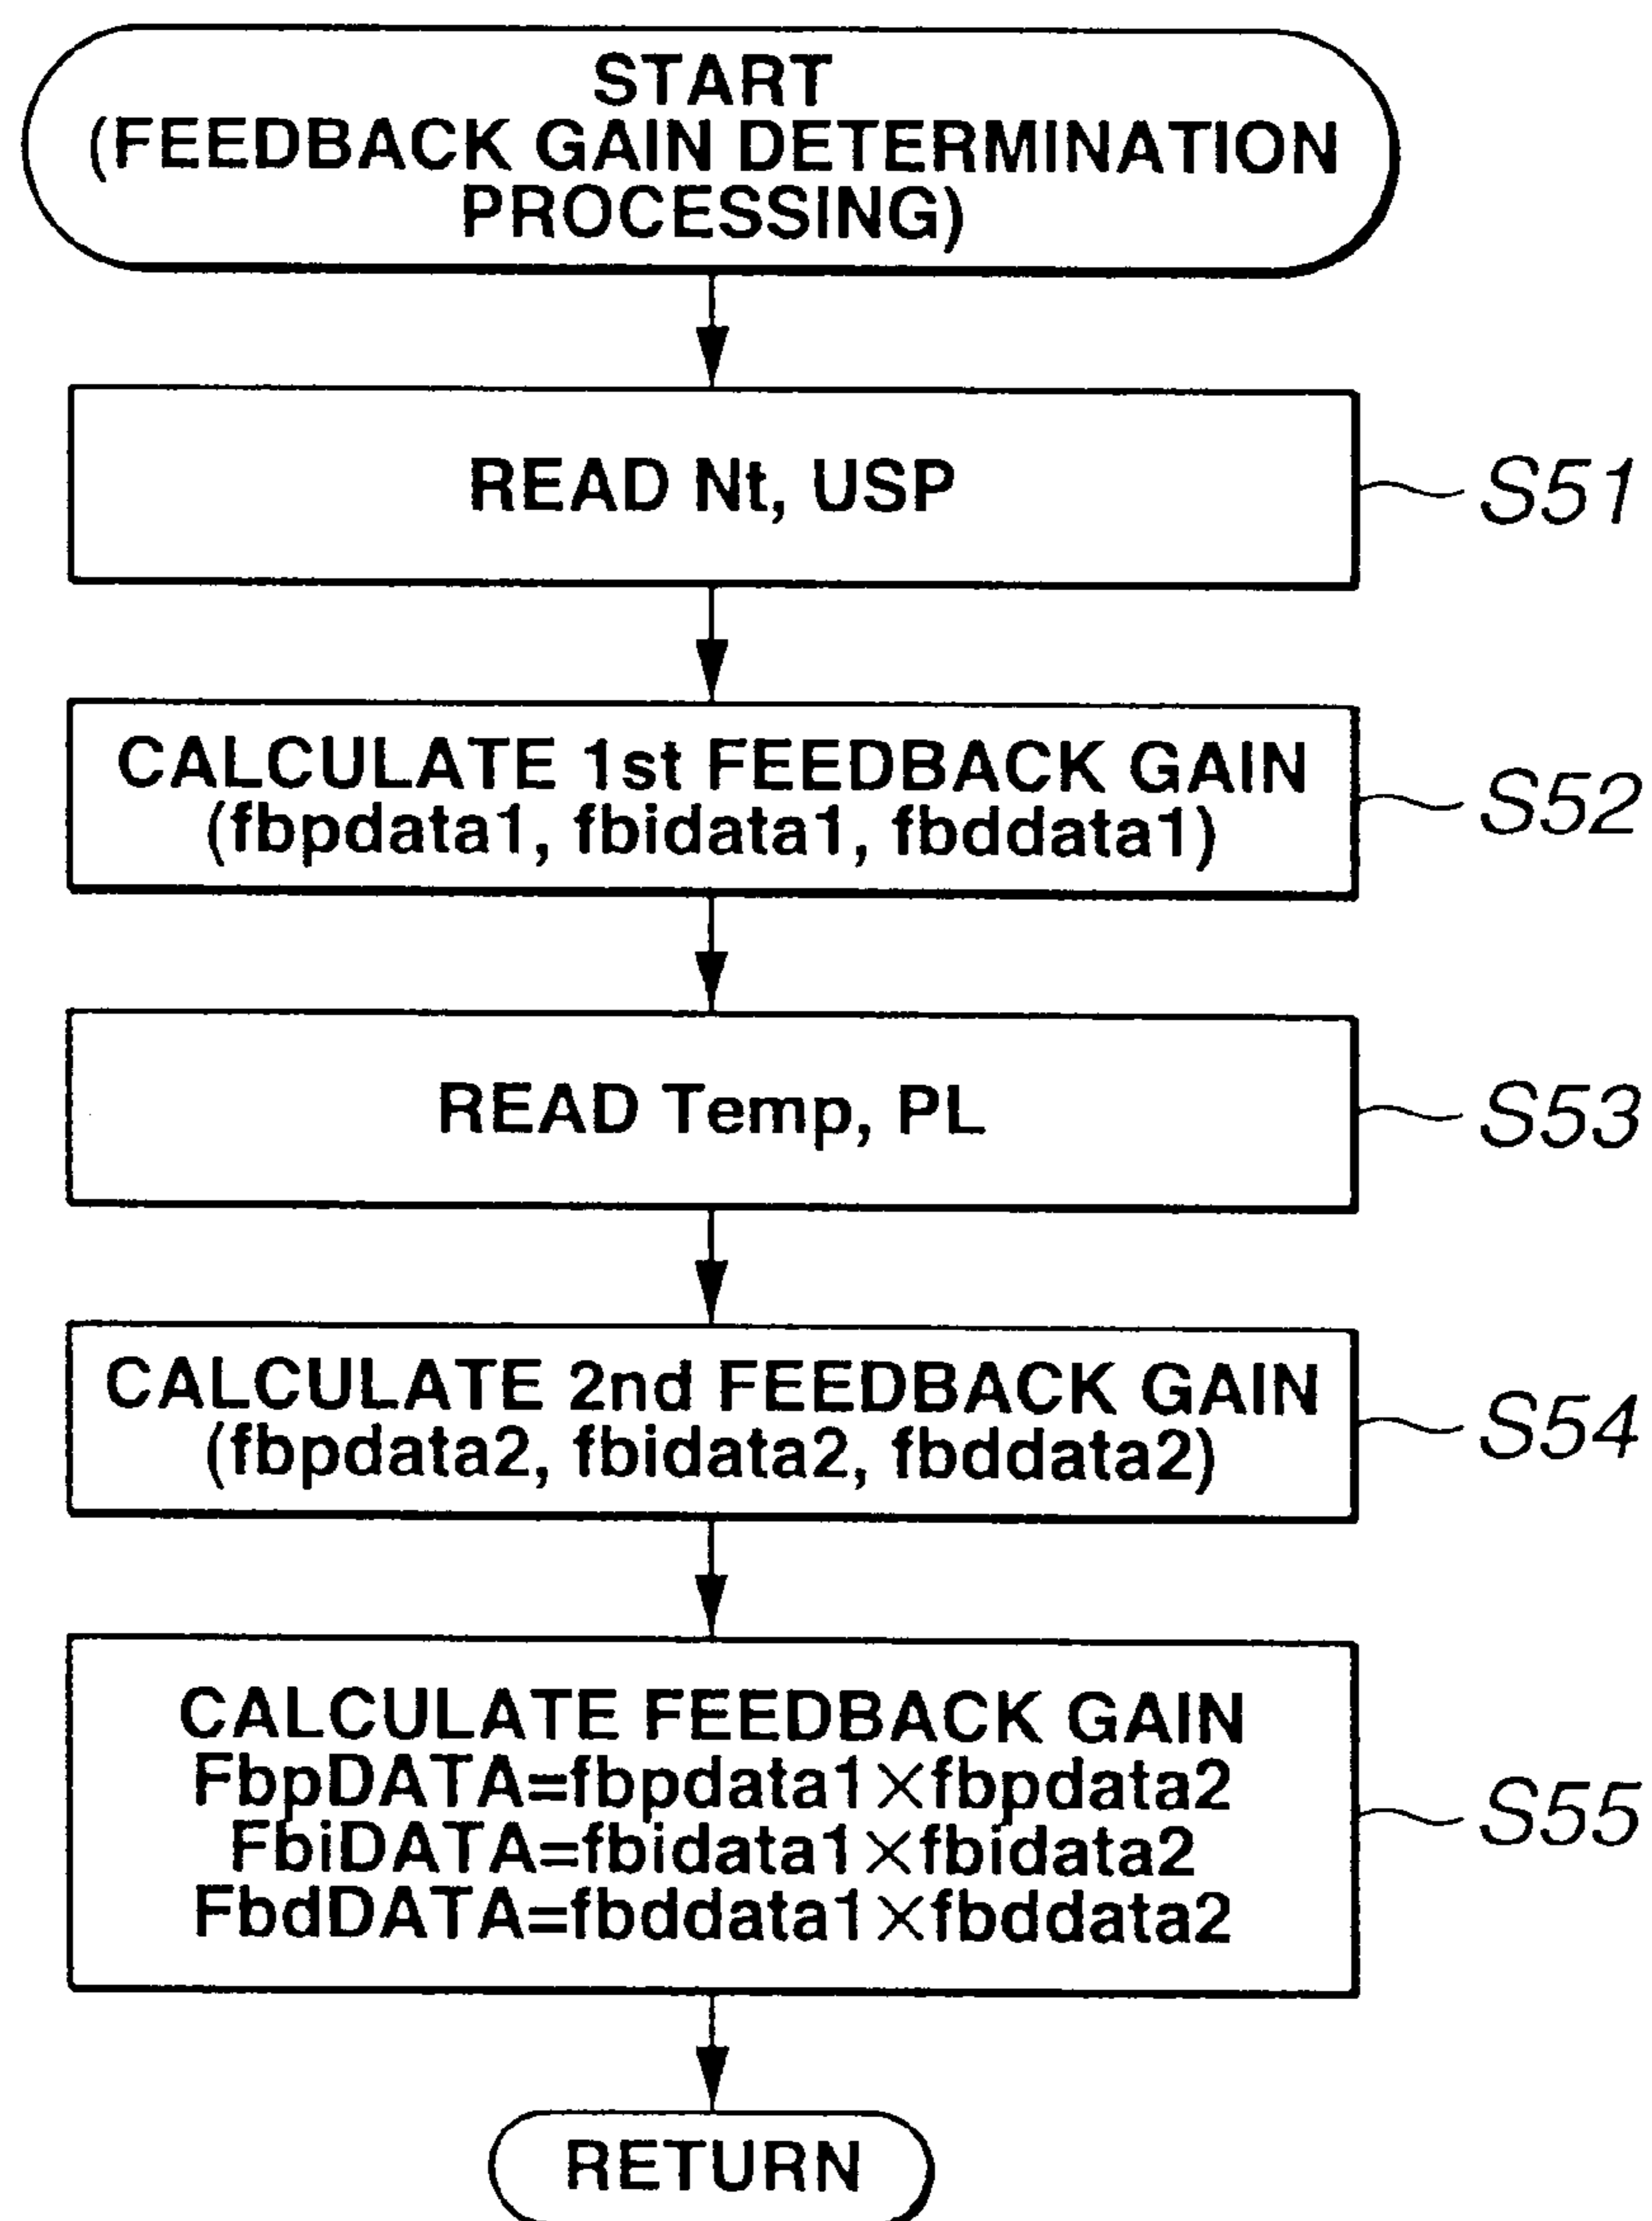 START
(FEEDBACK GAIN DETERMINATION
PROCESSING)
READ Nt, USP
S51
CALCULATE 1st FEEDBACK GAIN
(fbpdata1, fbidata1, fbddata1)
S52
READ Temp, PL
S53
CALCULATE 2nd FEEDBACK GAIN
(fbpdata2, fbidata2, fbddata2)
S54
CALCULATE FEEDBACK GAIN
FbpDATA=fbpdata1×fbpdata2
FbiDATA=fbidata1×fbidata2
FbdDATA=fbddata1×fbddata2
S55
RETURN